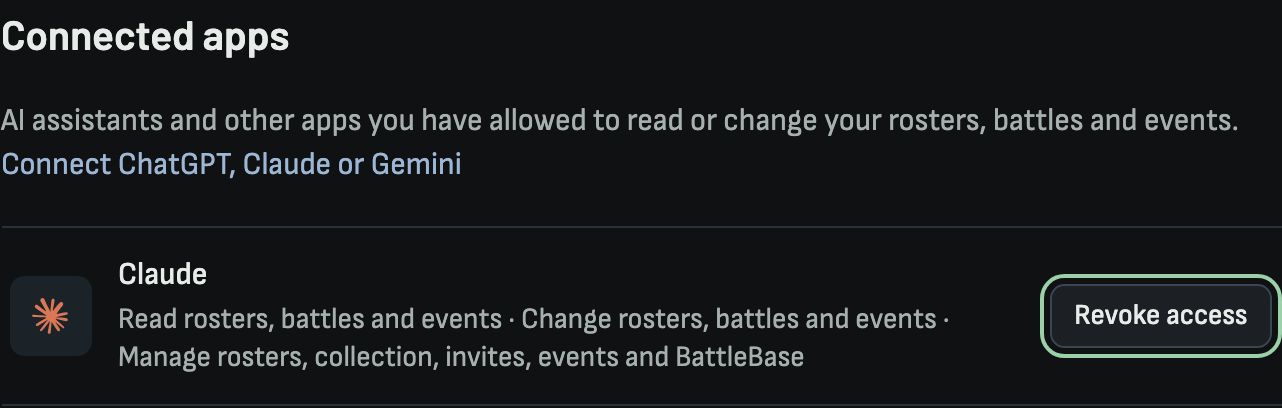 Connected apps
AI assistants and other apps you have allowed to read or change your rosters, battles and events.
Connect ChatGPT, Claude or Gemini
Claude
Read rosters, battles and events · Change rosters, battles and events ·
Manage rosters, collection, invites, events and BattleBase
Revoke access